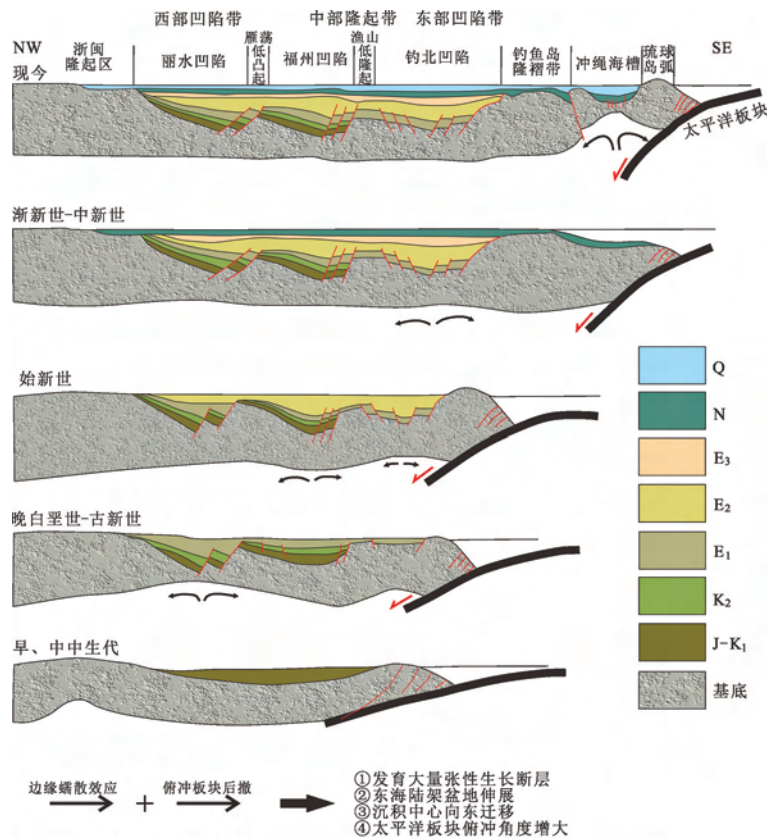 西部凹陷带 中部隆起带 东部凹陷带
NW 浙闽隆起区 丽水凹陷 雁荡低凸起 福州凹陷 渔山低隆起 钓北凹陷 钓鱼岛隆褶带 冲绳海槽 琉球岛弧 SE
现今
太平洋板块
渐新世-中新世
始新世
晚白垩世-古新世
早、中中生代
Q
N
E₃
E₂
E₁
K₂
J-K₁
基底
边缘蠕散效应 + 俯冲板块后撤
①发育大量张性生长断层
②东海陆架盆地伸展
③沉积中心向东迁移
④太平洋板块俯冲角度增大